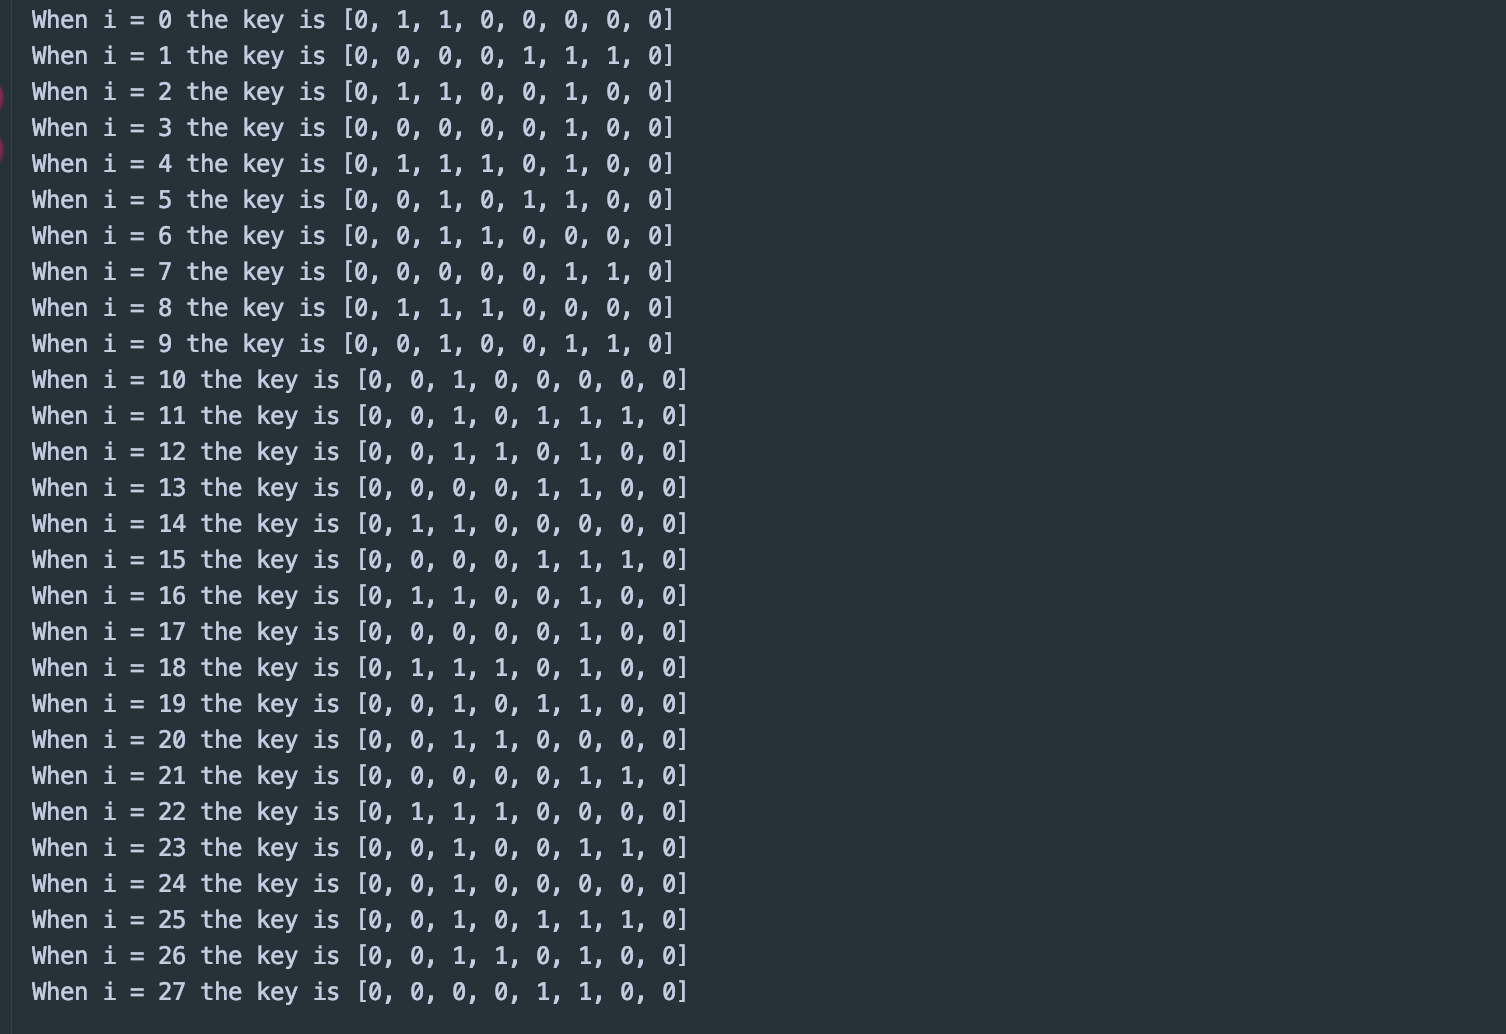 When i = 0 the key is [0, 1, 1, 0, 0, 0, 0, 0]
When i = 1 the key is [0, 0, 0, 0, 1, 1, 1, 0]
When i = 2 the key is [0, 1, 1, 0, 0, 1, 0, 0]
When i = 3 the key is [0, 0, 0, 0, 0, 1, 0, 0]
When i = 4 the key is [0, 1, 1, 1, 0, 1, 0, 0]
When i = 5 the key is [0, 0, 1, 0, 1, 1, 0, 0]
When i = 6 the key is [0, 0, 1, 1, 0, 0, 0, 0]
When i = 7 the key is [0, 0, 0, 0, 0, 1, 1, 0]
When i = 8 the key is [0, 1, 1, 1, 0, 0, 0, 0]
When i = 9 the key is [0, 0, 1, 0, 0, 1, 1, 0]
When i = 10 the key is [0, 0, 1, 0, 0, 0, 0, 0]
When i = 11 the key is [0, 0, 1, 0, 1, 1, 1, 0]
When i = 12 the key is [0, 0, 1, 1, 0, 1, 0, 0]
When i = 13 the key is [0, 0, 0, 0, 1, 1, 0, 0]
When i = 14 the key is [0, 1, 1, 0, 0, 0, 0, 0]
When i = 15 the key is [0, 0, 0, 0, 1, 1, 1, 0]
When i = 16 the key is [0, 1, 1, 0, 0, 1, 0, 0]
When i = 17 the key is [0, 0, 0, 0, 0, 1, 0, 0]
When i = 18 the key is [0, 1, 1, 1, 0, 1, 0, 0]
When i = 19 the key is [0, 0, 1, 0, 1, 1, 0, 0]
When i = 20 the key is [0, 0, 1, 1, 0, 0, 0, 0]
When i = 21 the key is [0, 0, 0, 0, 0, 1, 1, 0]
When i = 22 the key is [0, 1, 1, 1, 0, 0, 0, 0]
When i = 23 the key is [0, 0, 1, 0, 0, 1, 1, 0]
When i = 24 the key is [0, 0, 1, 0, 0, 0, 0, 0]
When i = 25 the key is [0, 0, 1, 0, 1, 1, 1, 0]
When i = 26 the key is [0, 0, 1, 1, 0, 1, 0, 0]
When i = 27 the key is [0, 0, 0, 0, 1, 1, 0, 0]